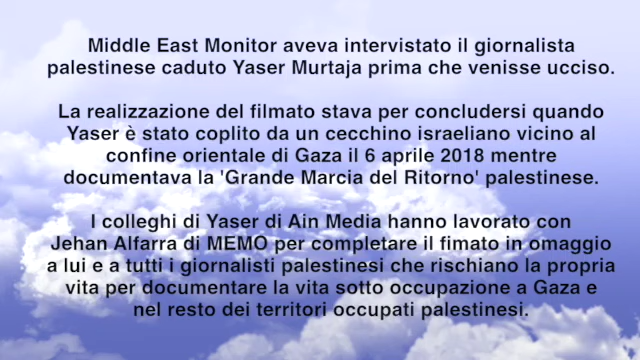 Middle East Monitor aveva intervistato il giornalista
palestinese caduto Yaser Murtaja prima che venisse ucciso.
La realizzazione del filmato stava per concludersi quando
Yaser è stato coplito da un cecchino israeliano vicino al
confine orientale di Gaza il 6 aprile 2018 mentre
documentava la 'Grande Marcia del Ritorno' palestinese.
I colleghi di Yaser di Ain Media hanno lavorato con
Jehan Alfarra di MEMO per completare il fimato in omaggio
a lui e a tutti i giornalisti palestinesi che rischiano la propria
vita per documentare la vita sotto occupazione a Gaza e
nel resto dei territori occupati palestinesi.